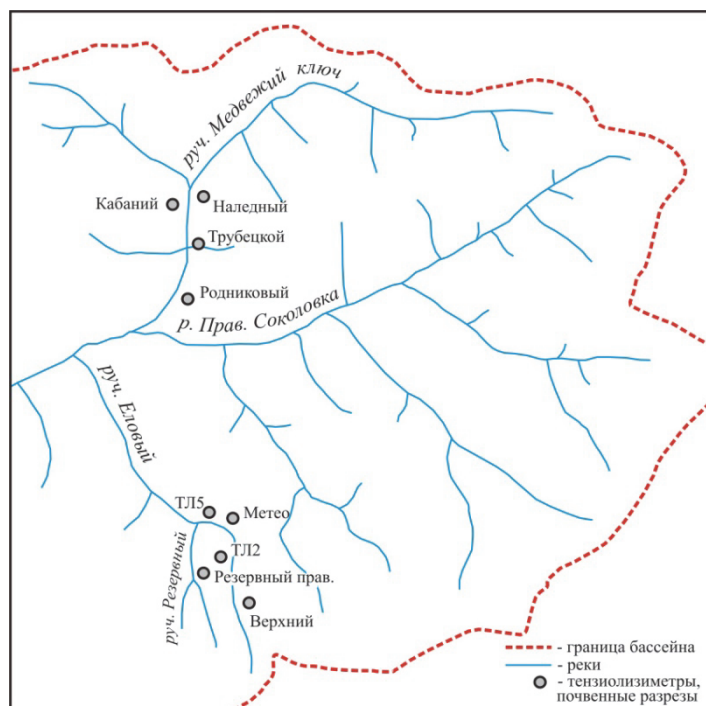 руч. Медвежий ключ
Кабаний
Наледный
Трубецкой
Родниковый
р. Прав. Соколовка
руч. Еловый
ТЛ5
Метео
ТЛ2
руч. Резервный
Резервный прав.
Верхний
- граница бассейна
- реки
- тензиолизиметры,
почвенные разрезы